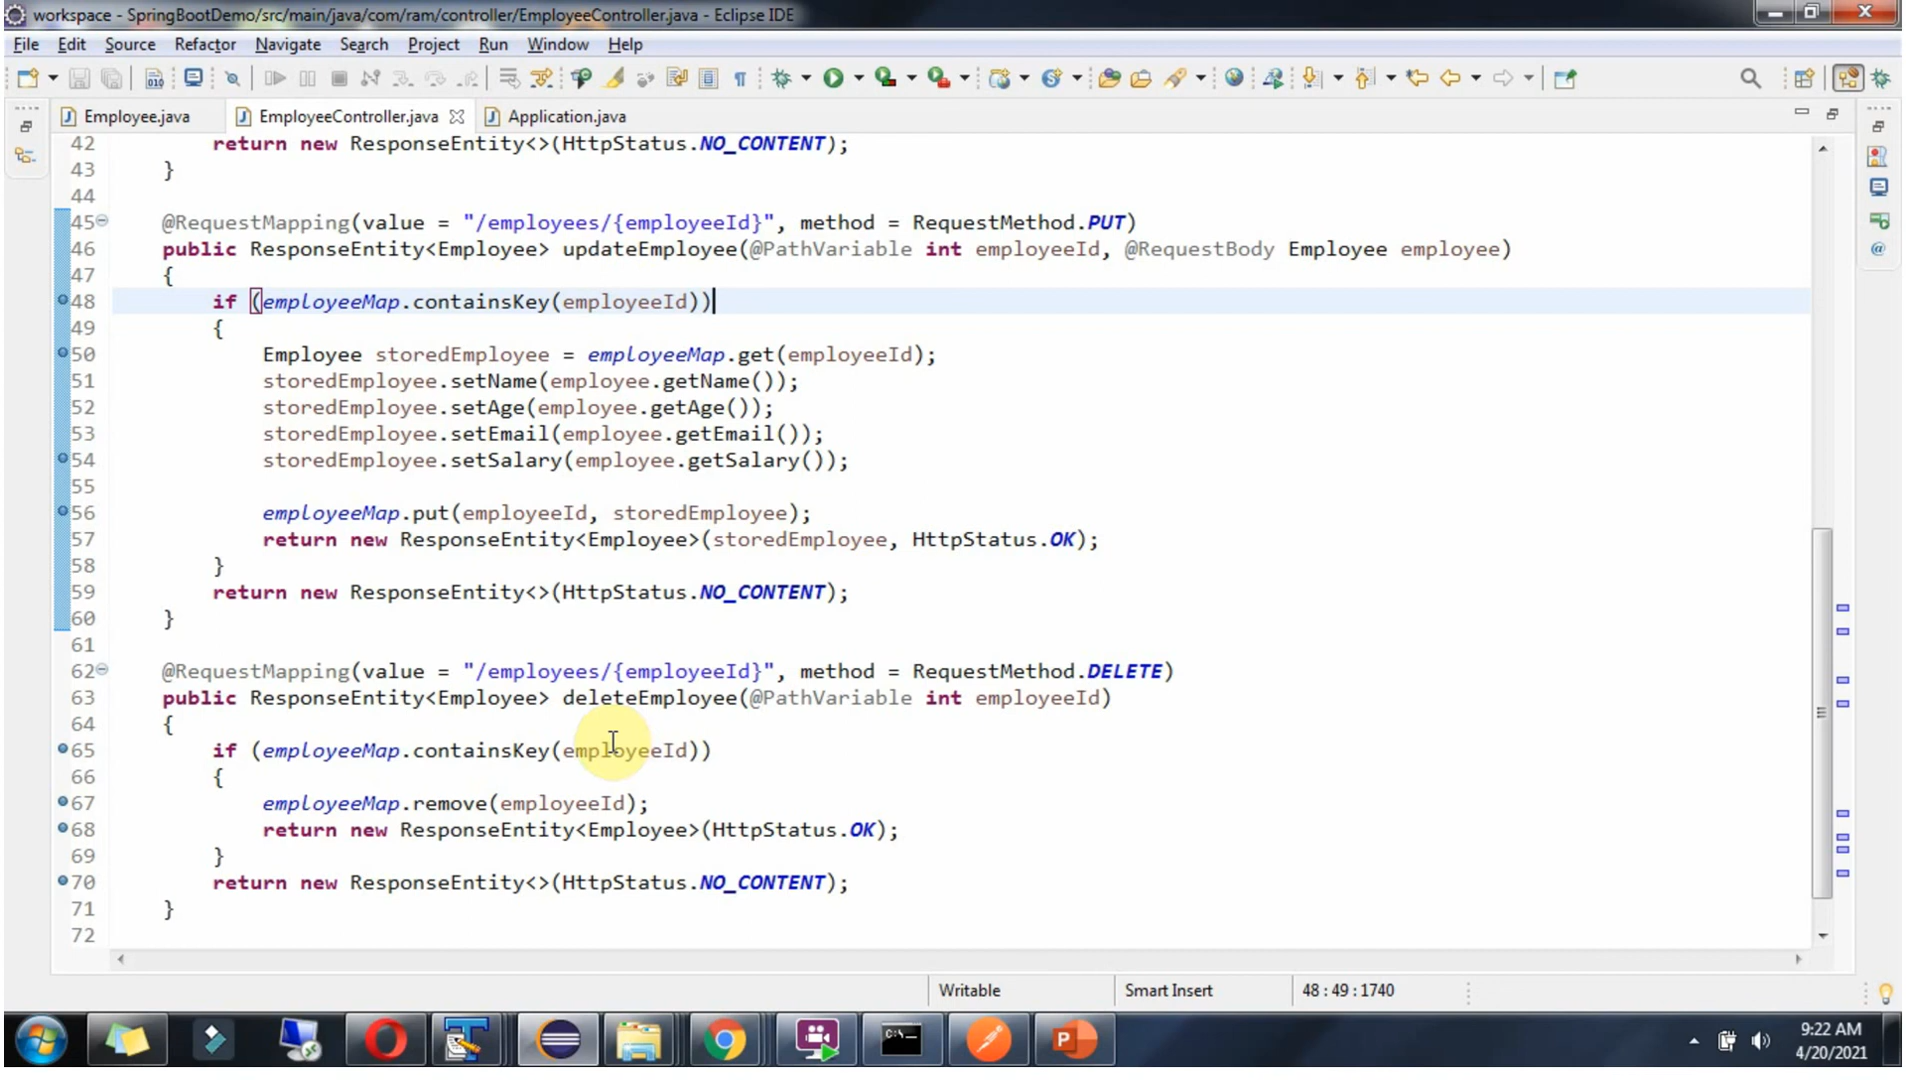 workspace - SpringBootDemo/src/main/java/com/ram/controller/EmployeeController.java - Eclipse IDE
File Edit Source Refactor Navigate Search Project Run Window Help
Employee.java EmployeeController.java Application.java
42 return new ResponseEntity<>(HttpStatus.NO_CONTENT);
43 }
44
45 @RequestMapping(value = "/employees/{employeeId}", method = RequestMethod.PUT)
46 public ResponseEntity<Employee> updateEmployee(@PathVariable int employeeId, @RequestBody Employee employee)
47 {
48 if (employeeMap.containsKey(employeeId))
49 {
50 Employee storedEmployee = employeeMap.get(employeeId);
51 storedEmployee.setName(employee.getName());
52 storedEmployee.setAge(employee.getAge());
53 storedEmployee.setEmail(employee.getEmail());
54 storedEmployee.setSalary(employee.getSalary());
55
56 employeeMap.put(employeeId, storedEmployee);
57 return new ResponseEntity<Employee>(storedEmployee, HttpStatus.OK);
58 }
59 return new ResponseEntity<>(HttpStatus.NO_CONTENT);
60 }
61
62 @RequestMapping(value = "/employees/{employeeId}", method = RequestMethod.DELETE)
63 public ResponseEntity<Employee> deleteEmployee(@PathVariable int employeeId)
64 {
65 if (employeeMap.containsKey(employeeId))
66 {
67 employeeMap.remove(employeeId);
68 return new ResponseEntity<Employee>(HttpStatus.OK);
69 }
70 return new ResponseEntity<>(HttpStatus.NO_CONTENT);
71 }
72
Writable Smart Insert 48 : 49 : 1740
9:22 AM
4/20/2021